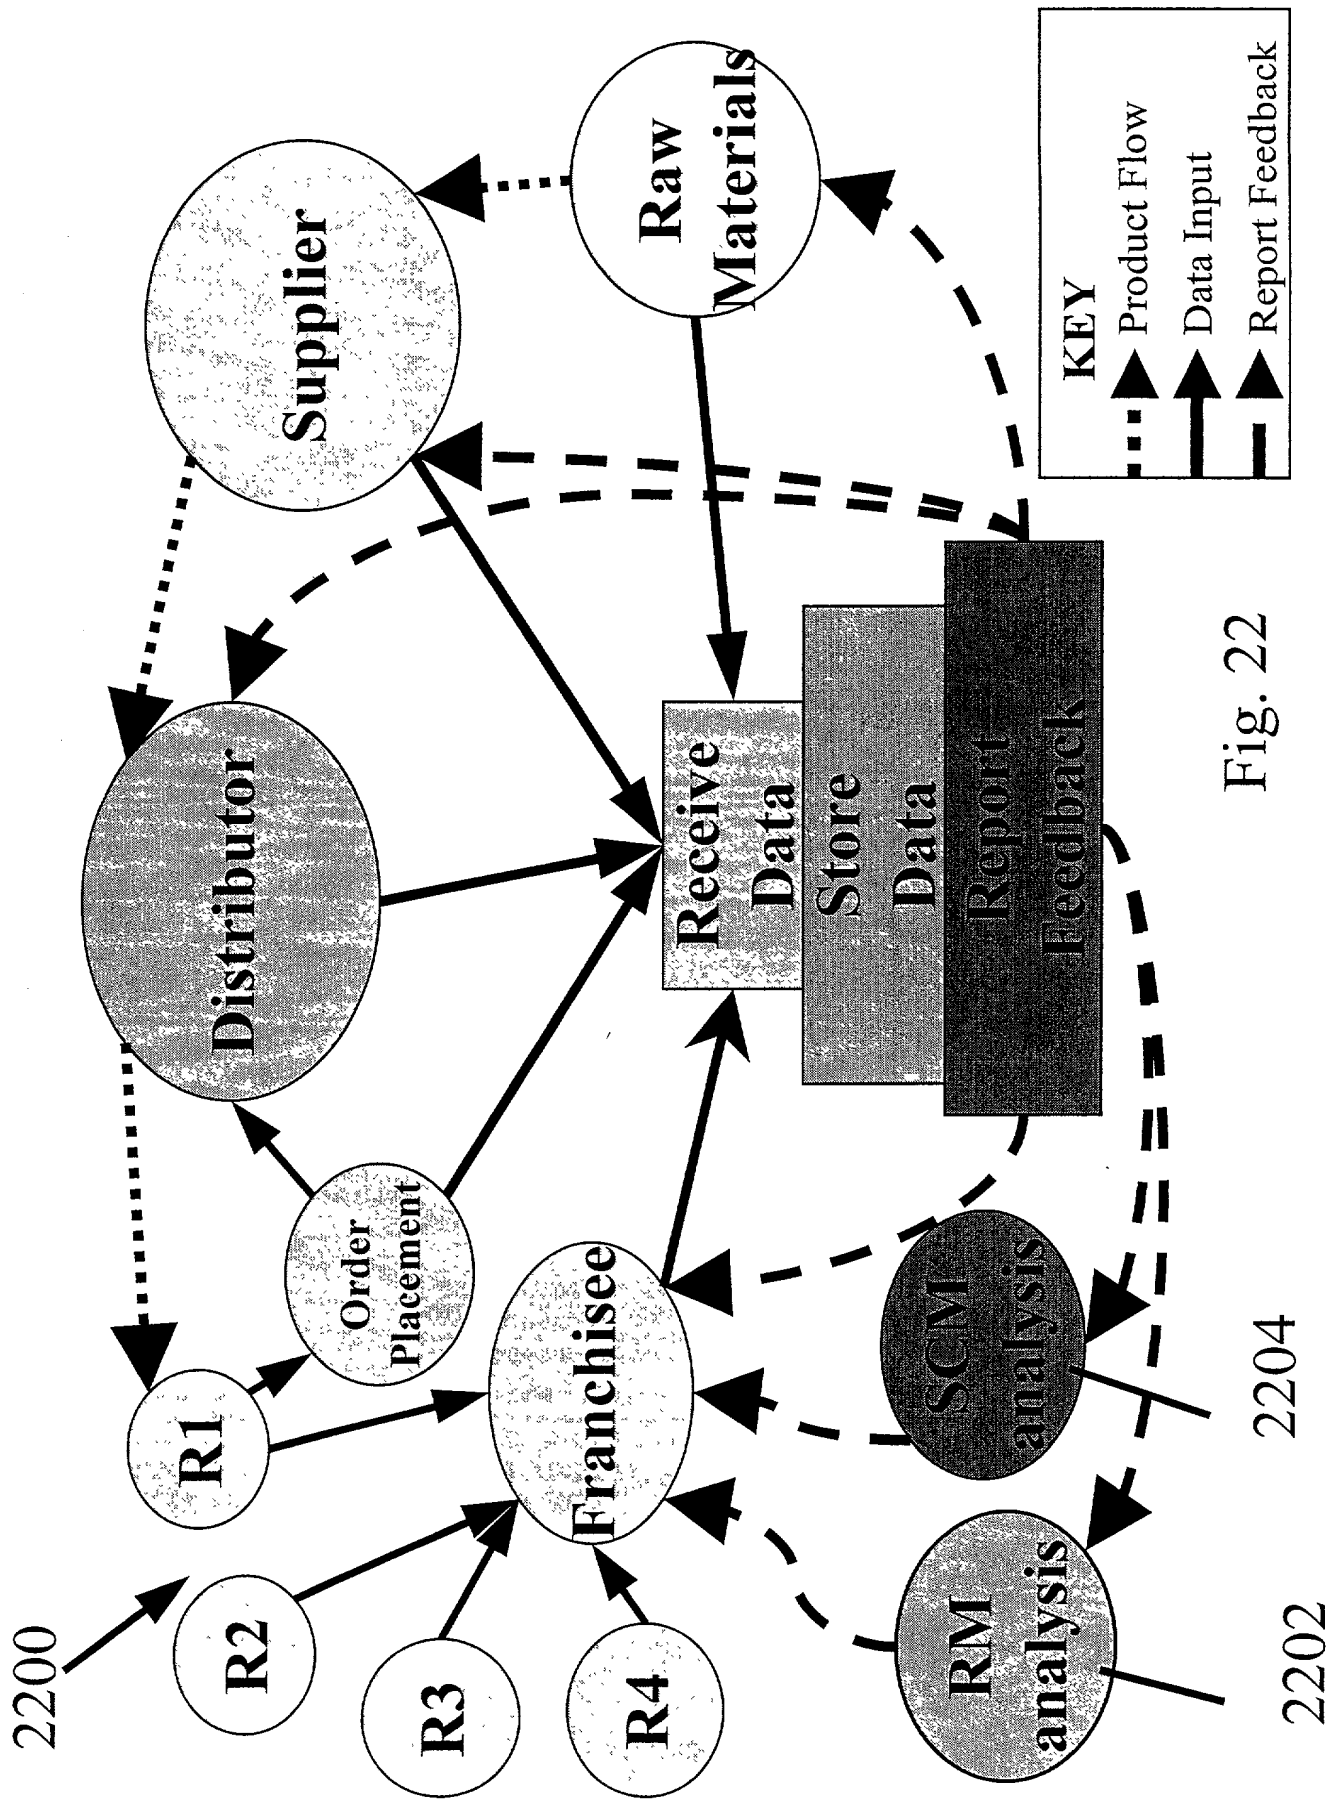 2200
R1
R2
R3
R4
Order
Placement
Distributor
Supplier
Raw
Materials
Franchisee
Receive
Data
Store
Data
Report
Feedback
RM
analysis
SCM
analysis
2202
2204
KEY
Product Flow
Data Input
Report Feedback
Fig. 22